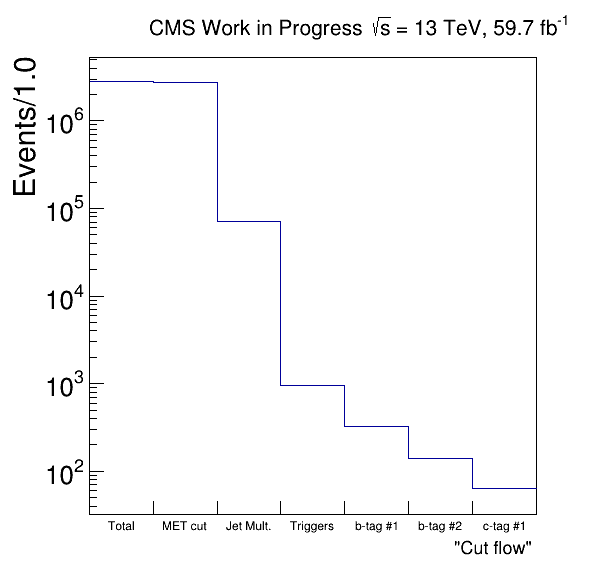 CMS Work in Progress √s = 13 TeV, 59.7 fb⁻¹
Events/1.0
10⁶
10⁵
10⁴
10³
10²
Total MET cut Jet Mult. Triggers b-tag #1 b-tag #2 c-tag #1
"Cut flow"